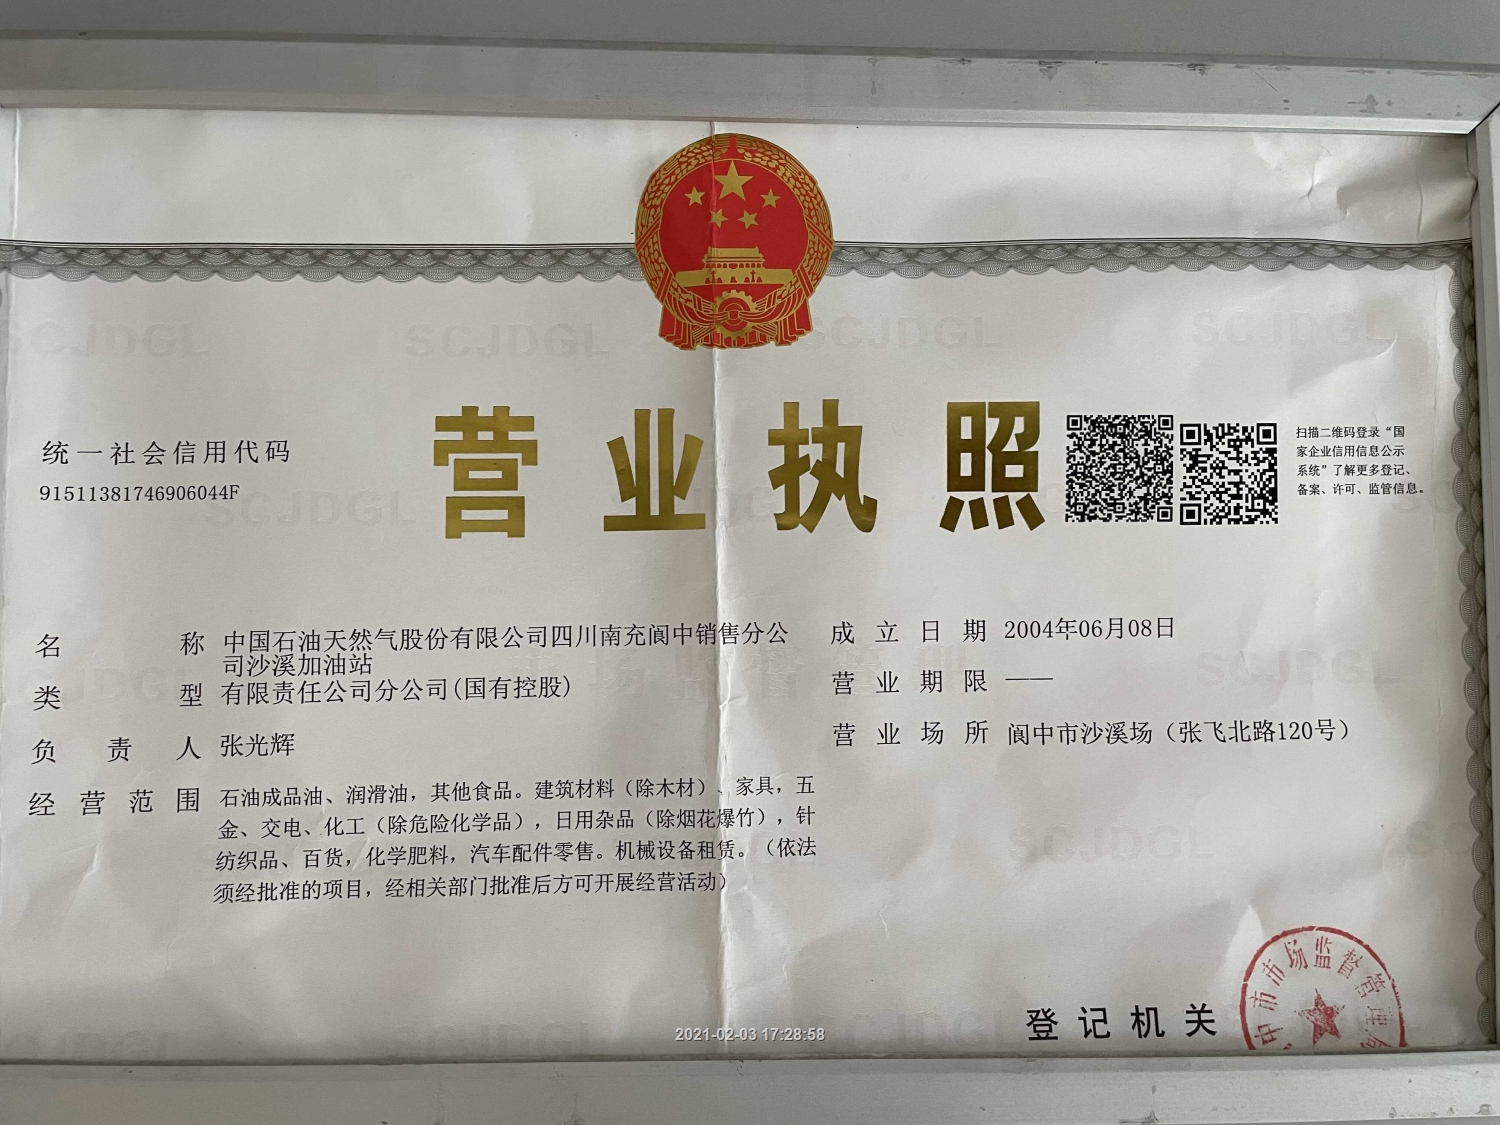 营业执照
统一社会信用代码
91511381746906044F
扫描二维码登录“国
家企业信用信息公示
系统”了解更多登记、
备案、许可、监管信息。
名称 中国石油天然气股份有限公司四川南充阆中销售分公
司沙溪加油站
类型 有限责任公司分公司(国有控股)
负责人 张光辉
经营范围 石油成品油、润滑油，其他食品。建筑材料（除木材）、家具，五
金、交电、化工（除危险化学品），日用杂品（除烟花爆竹），针
纺织品、百货，化学肥料，汽车配件零售。机械设备租赁。（依法
须经批准的项目，经相关部门批准后方可开展经营活动）
成立日期 2004年06月08日
营业期限 ——
营业场所 阆中市沙溪场（张飞北路120号）
登记机关
中市市场监督管理局
2021-02-03 17:28:58
SCJDGL